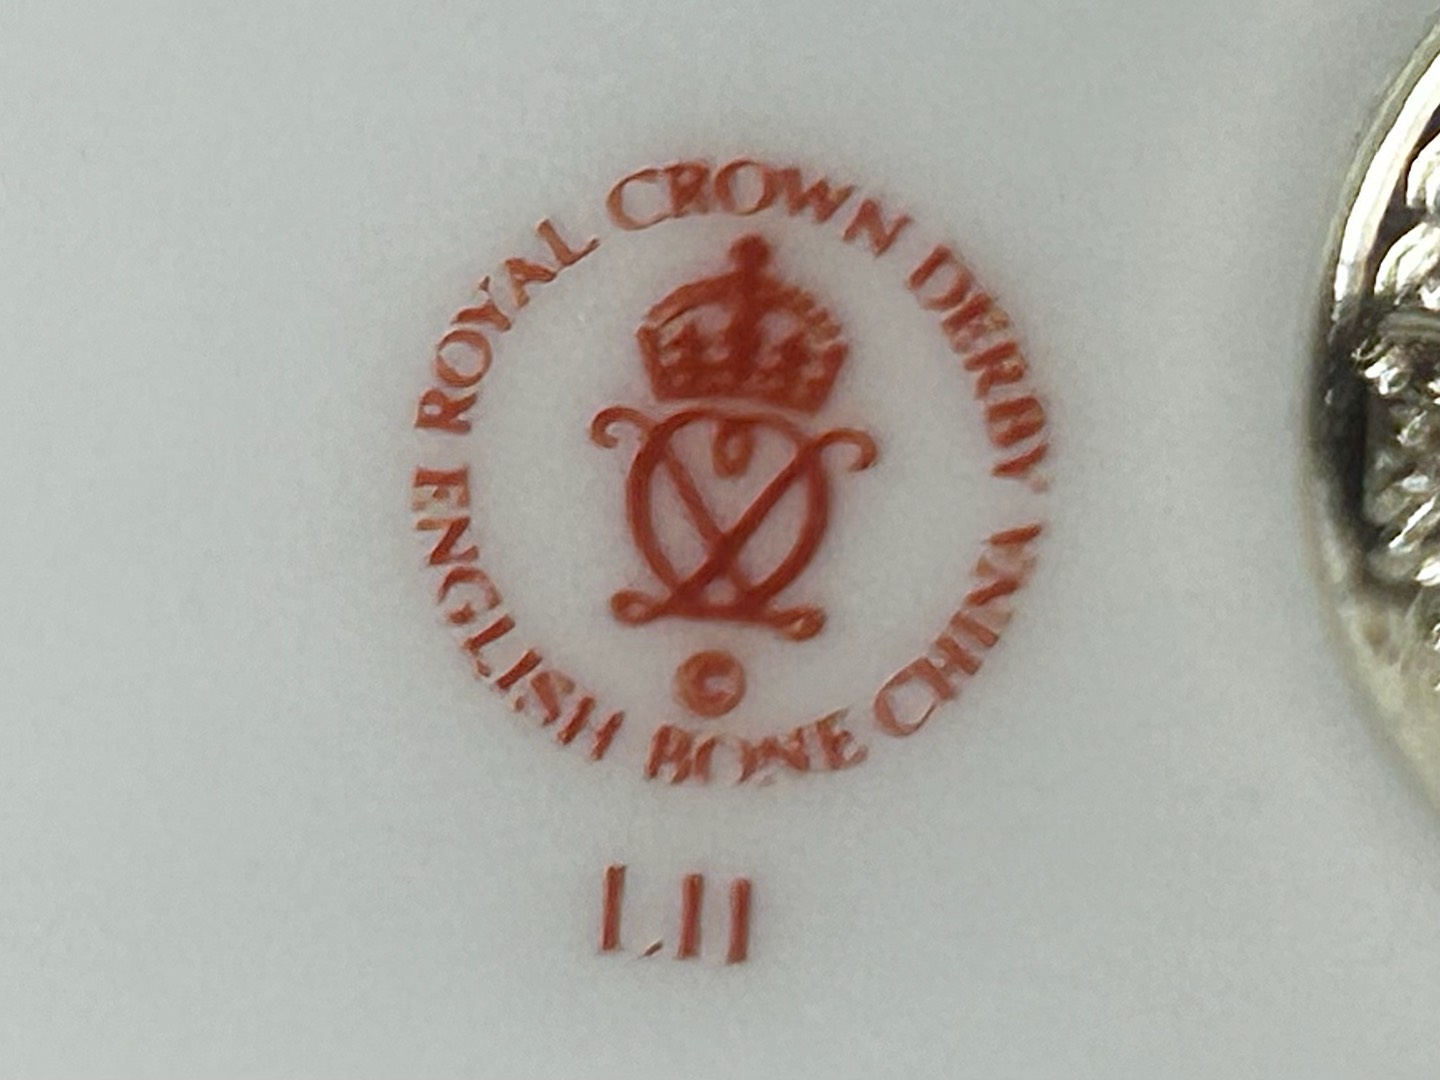 ROYAL CROWN DERBY
ENGLISH BONE CHINA
©
LII